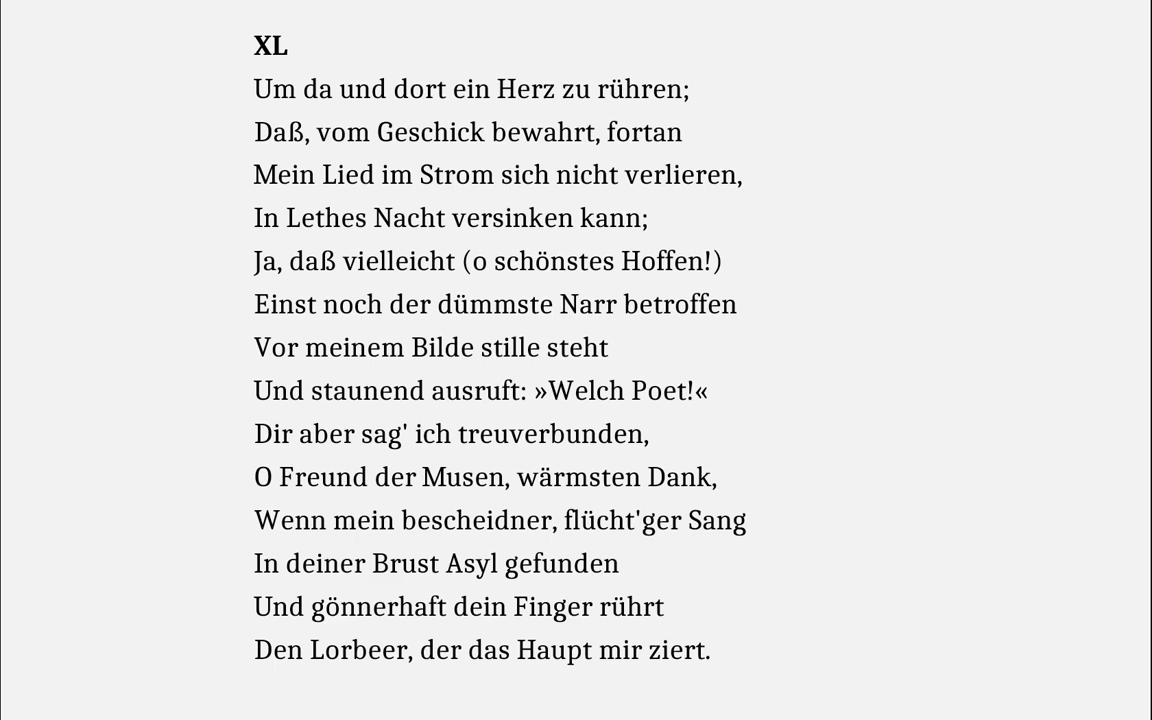 XL
Um da und dort ein Herz zu rühren;
Daß, vom Geschick bewahrt, fortan
Mein Lied im Strom sich nicht verlieren,
In Lethes Nacht versinken kann;
Ja, daß vielleicht (o schönstes Hoffen!)
Einst noch der dümmste Narr betroffen
Vor meinem Bilde stille steht
Und staunend ausruft: »Welch Poet!«
Dir aber sag' ich treuverbunden,
O Freund der Musen, wärmsten Dank,
Wenn mein bescheidner, flücht'ger Sang
In deiner Brust Asyl gefunden
Und gönnerhaft dein Finger rührt
Den Lorbeer, der das Haupt mir ziert.